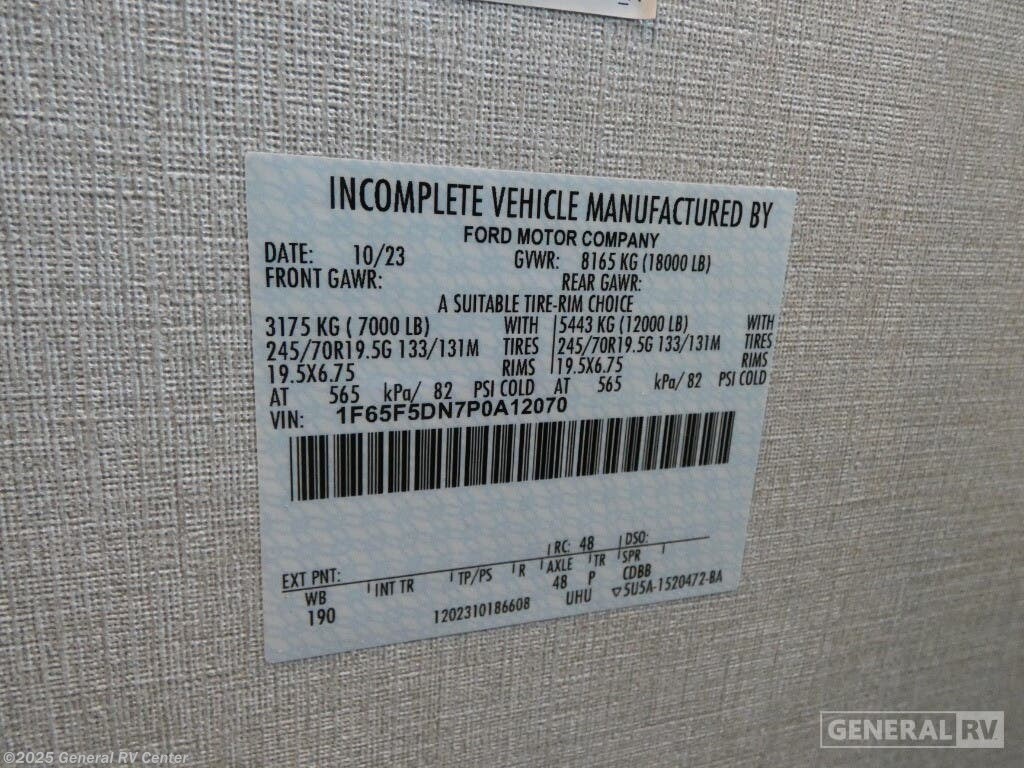 INCOMPLETE VEHICLE MANUFACTURED BY
FORD MOTOR COMPANY
DATE: 10/23 GVWR: 8165 KG (18000 LB)
FRONT GAWR: REAR GAWR:
A SUITABLE TIRE-RIM CHOICE
3175 KG ( 7000 LB) WITH 5443 KG (12000 LB) WITH
245/70R19.5G 133/131M TIRES 245/70R19.5G 133/131M TIRES
19.5X6.75 RIMS 19.5X6.75 RIMS
AT 565 kPa/ 82 PSI COLD AT 565 kPa/ 82 PSI COLD
VIN: 1F65F5DN7P0A12070
EXT PNT: RC: 48 DSO:
WB INT TR TP/PS R AXLE TR SPR
190 48 P CDBB
1202310186608 UHU ▽5U5A-1520472-BA
GENERAL RV
©2025 General RV Center